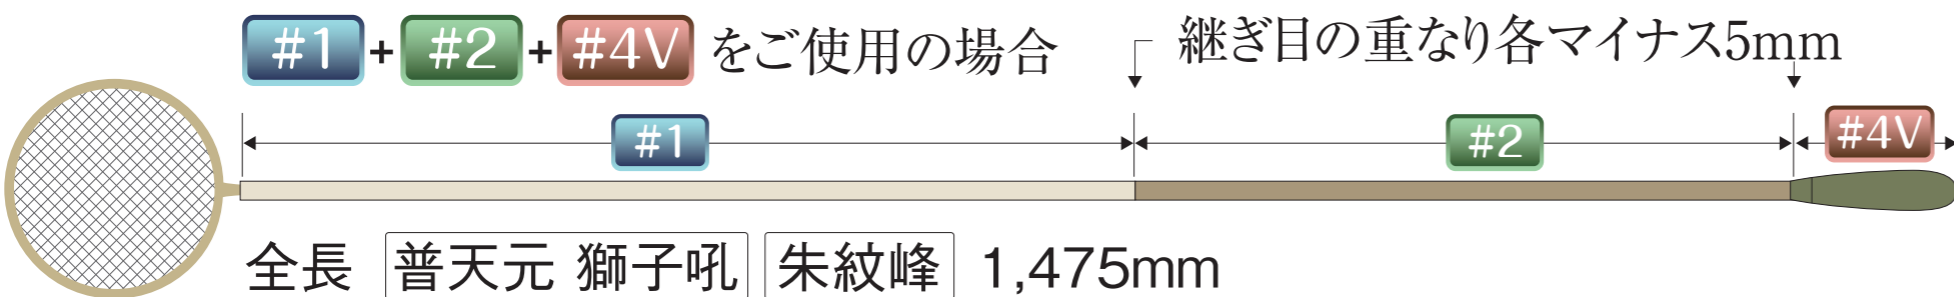 #1 + #2 + #4V をご使用の場合
継ぎ目の重なり各マイナス5mm
#1
#2
#4V
全長 普天元 獅子吼 朱紋峰 1,475mm